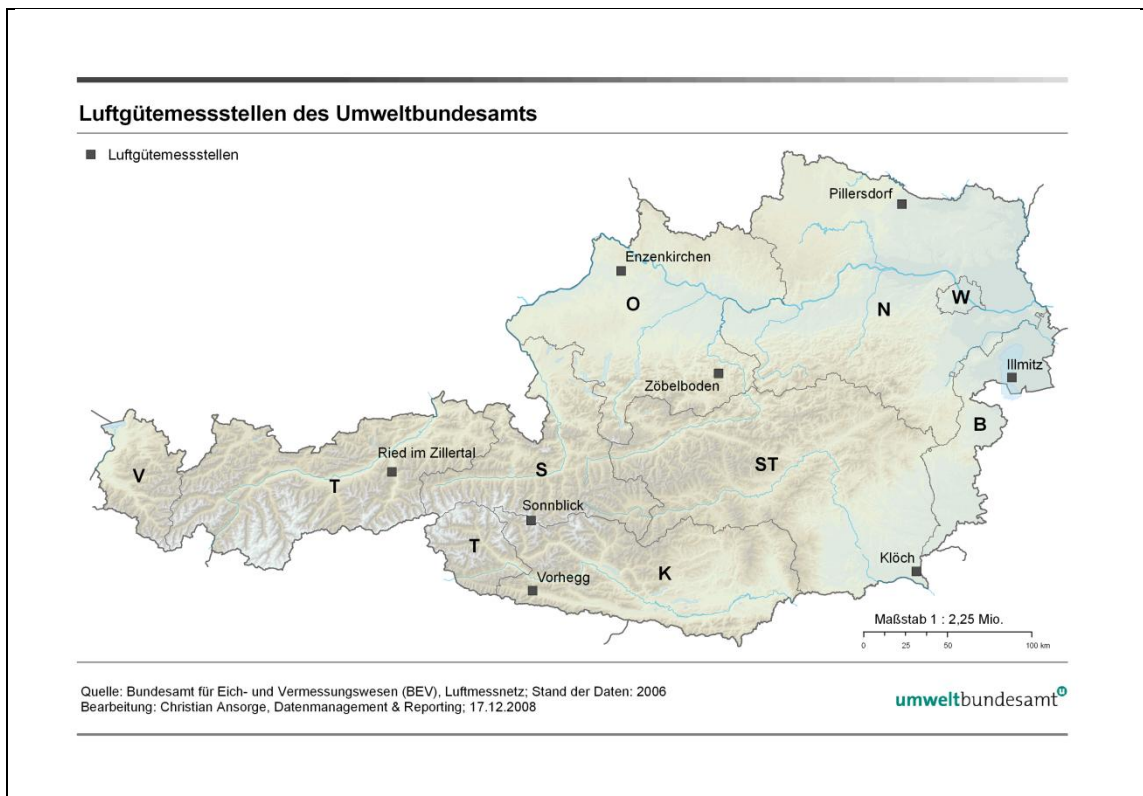 Luftgütemessstellen des Umweltbundesamts
Luftgütemessstellen
Pillersdorf
Enzenkirchen
O
N
W
Illmitz
Zöbelboden
B
Ried im Zillertal
V
T
S
ST
Sonnblick
T
Klöch
Vorhegg
K
Maßstab 1 : 2,25 Mio.
0 25 50 100 km
Quelle: Bundesamt für Eich- und Vermessungswesen (BEV), Luftmessnetz; Stand der Daten: 2006
Bearbeitung: Christian Ansorge, Datenmanagement & Reporting; 17.12.2008
umweltbundesamt u